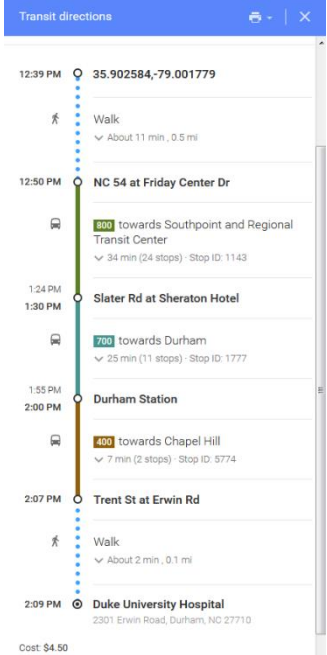 Transit directions
12:39 PM 35.902584,-79.001779
Walk
About 11 min , 0.5 mi
12:50 PM NC 54 at Friday Center Dr
800 towards Southpoint and Regional
Transit Center
34 min (24 stops) · Stop ID: 1143
1:24 PM
1:30 PM Slater Rd at Sheraton Hotel
700 towards Durham
25 min (11 stops) · Stop ID: 1777
1:55 PM
2:00 PM Durham Station
400 towards Chapel Hill
7 min (2 stops) · Stop ID: 5774
2:07 PM Trent St at Erwin Rd
Walk
About 2 min , 0.1 mi
2:09 PM Duke University Hospital
2301 Erwin Road, Durham, NC 27710
Cost: $4.50